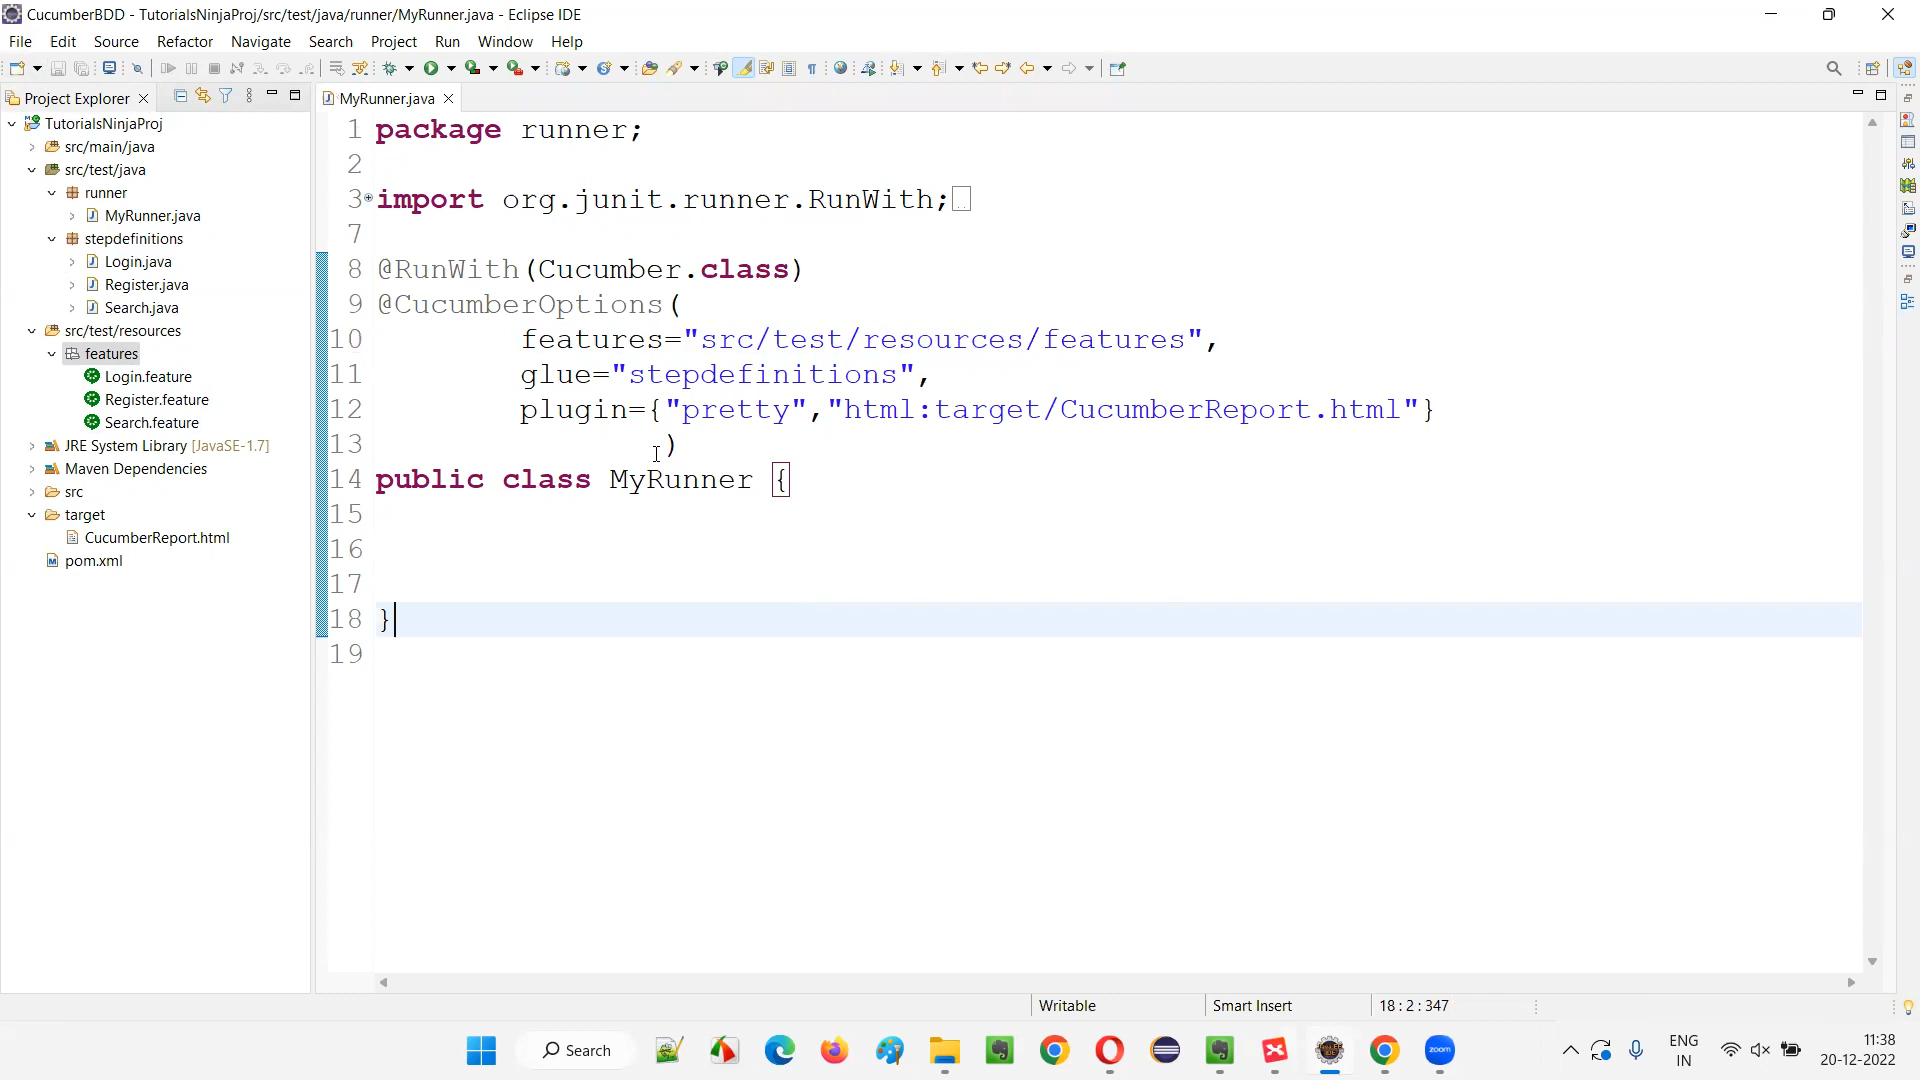 CucumberBDD - TutorialsNinjaProj/src/test/java/runner/MyRunner.java - Eclipse IDE
File Edit Source Refactor Navigate Search Project Run Window Help
Project Explorer
TutorialsNinjaProj
src/main/java
src/test/java
runner
MyRunner.java
stepdefinitions
Login.java
Register.java
Search.java
src/test/resources
features
Login.feature
Register.feature
Search.feature
JRE System Library [JavaSE-1.7]
Maven Dependencies
src
target
CucumberReport.html
pom.xml
MyRunner.java
1 package runner;
2
3 import org.junit.runner.RunWith;
7
8 @RunWith(Cucumber.class)
9 @CucumberOptions(
10 features="src/test/resources/features",
11 glue="stepdefinitions",
12 plugin={"pretty","html:target/CucumberReport.html"}
13 )
14 public class MyRunner {
15
16
17
18 }
19
Writable Smart Insert 18 : 2 : 347
Search
zoom
ENG
IN
11:38
20-12-2022